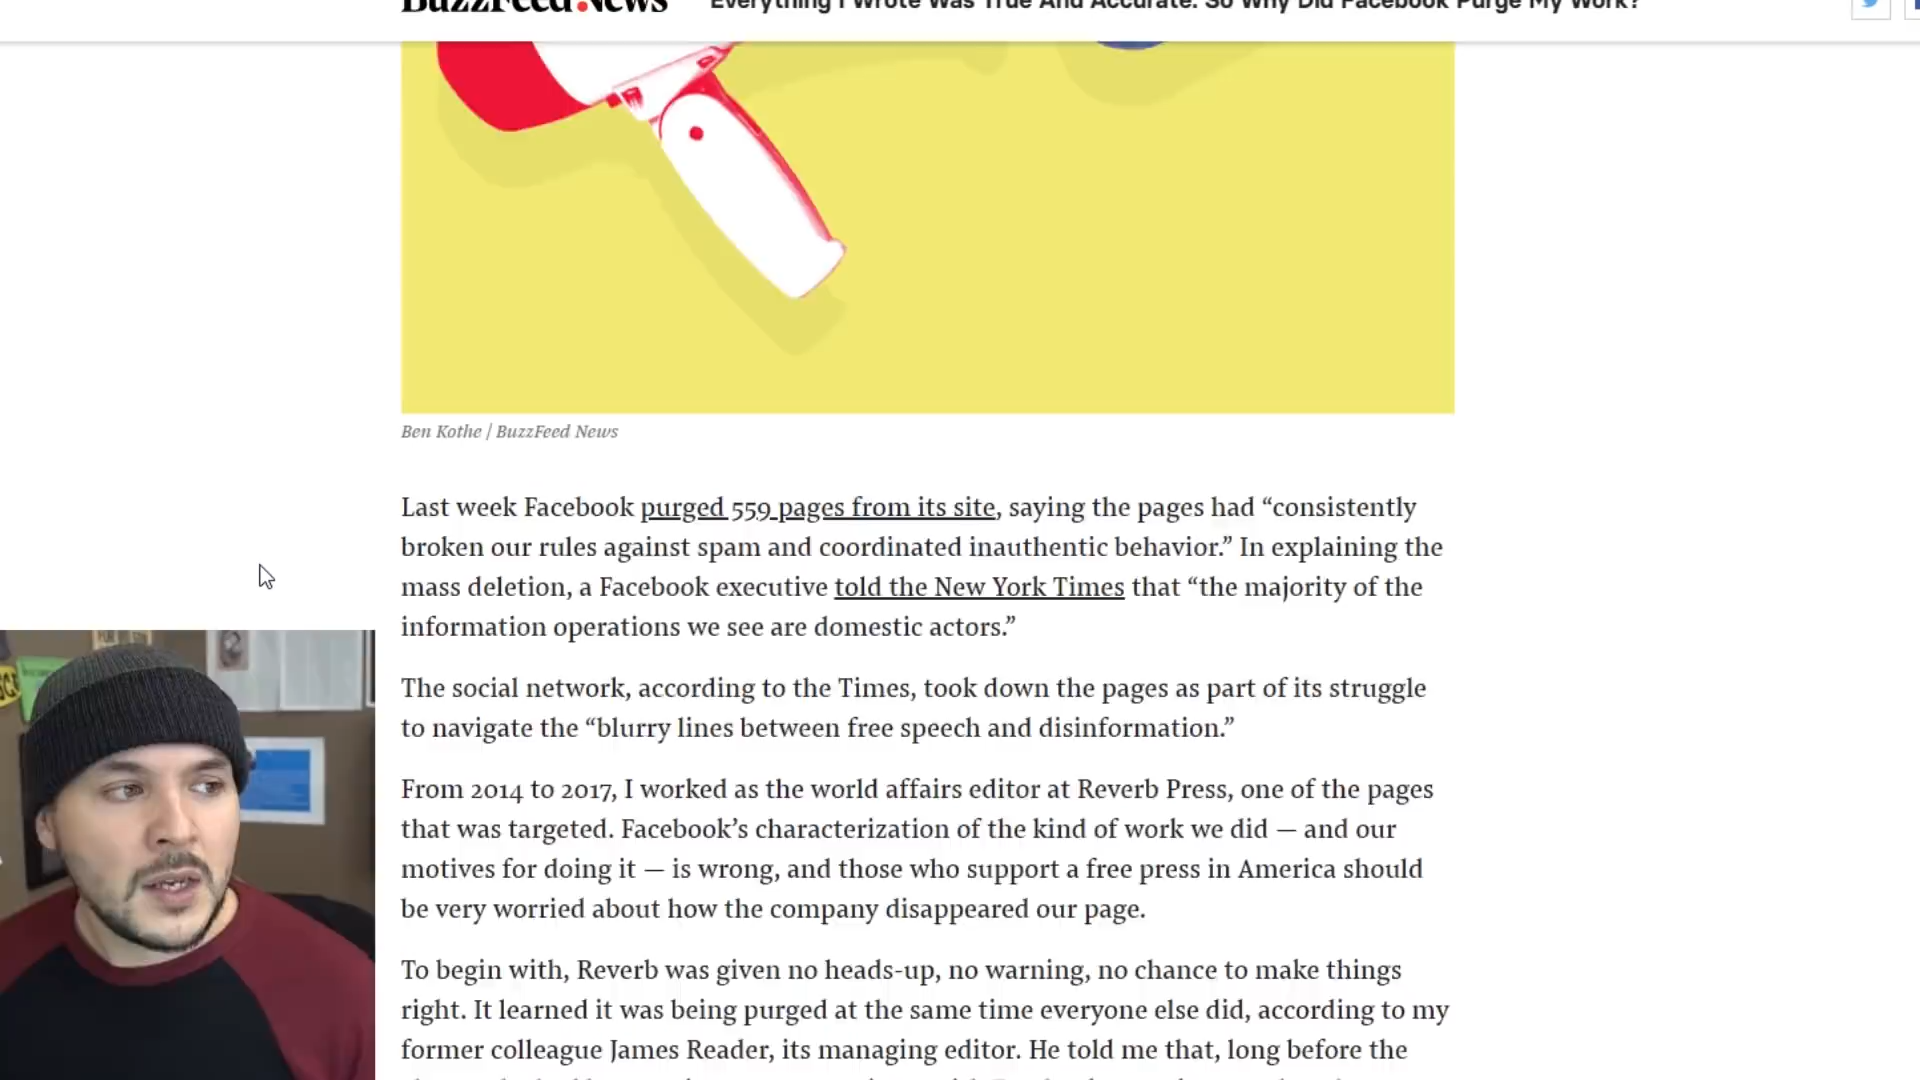 BuzzFeed News Everything I Wrote Was True And Accurate. So Why Did Facebook Purge My Work?
Ben Kothe / BuzzFeed News
Last week Facebook purged 559 pages from its site, saying the pages had “consistently
broken our rules against spam and coordinated inauthentic behavior.” In explaining the
mass deletion, a Facebook executive told the New York Times that “the majority of the
information operations we see are domestic actors.”
The social network, according to the Times, took down the pages as part of its struggle
to navigate the “blurry lines between free speech and disinformation.”
From 2014 to 2017, I worked as the world affairs editor at Reverb Press, one of the pages
that was targeted. Facebook’s characterization of the kind of work we did — and our
motives for doing it — is wrong, and those who support a free press in America should
be very worried about how the company disappeared our page.
To begin with, Reverb was given no heads-up, no warning, no chance to make things
right. It learned it was being purged at the same time everyone else did, according to my
former colleague James Reader, its managing editor. He told me that, long before the